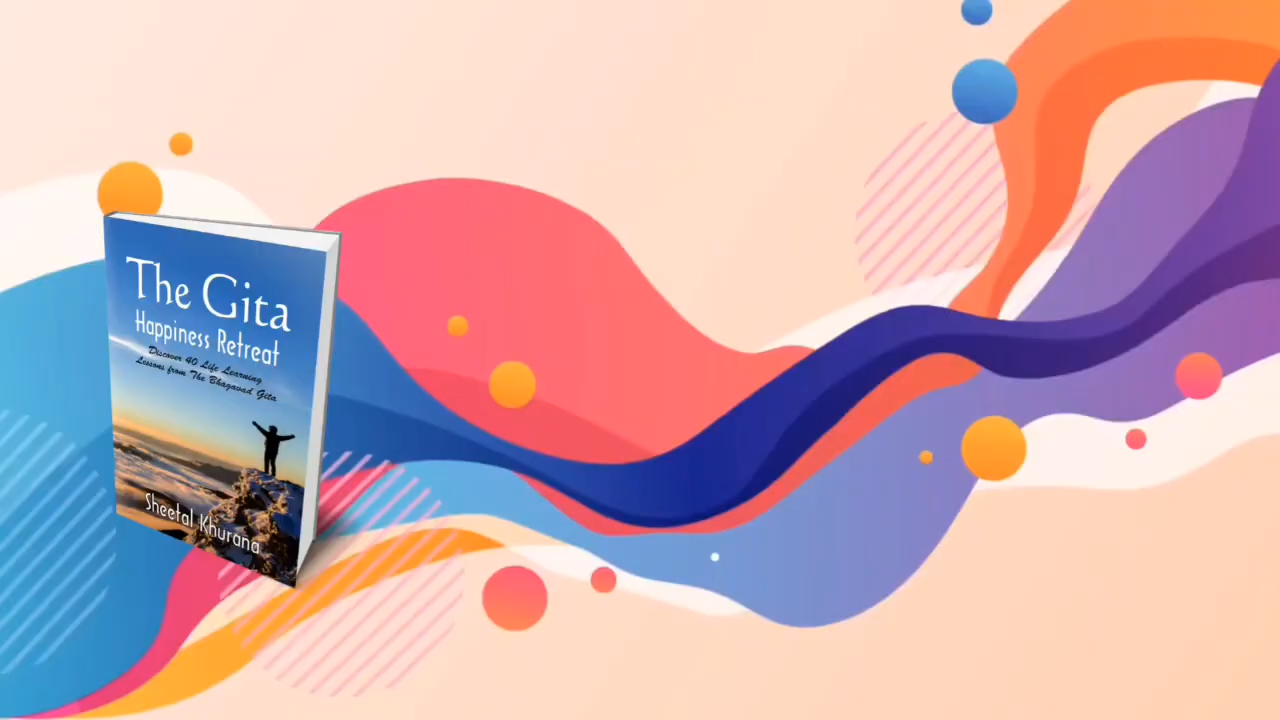 The Gita
Happiness Retreat
Discover 40 Life Learning
Lessons from The Bhagavad Gita
Sheetal Khurana